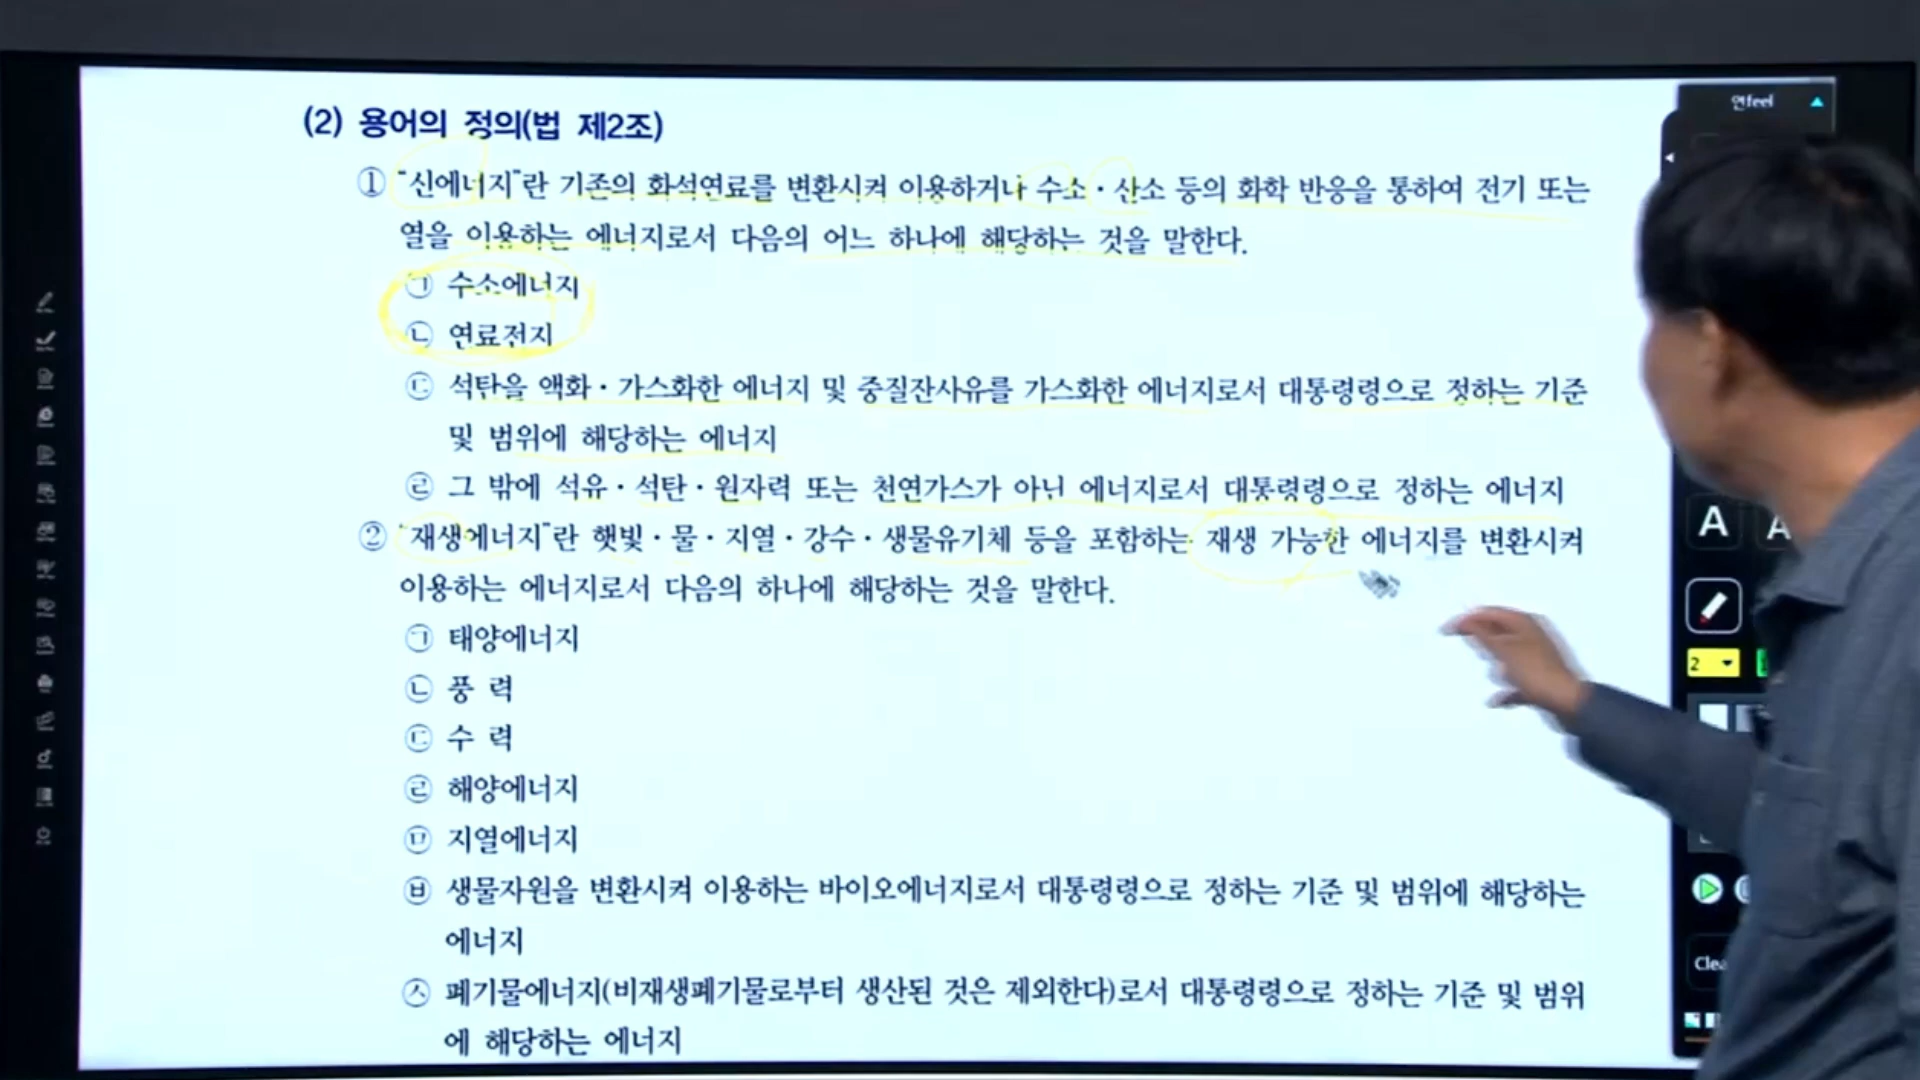 (2) 용어의 정의(법 제2조)
① "신에너지"란 기존의 화석연료를 변환시켜 이용하거나 수소·산소 등의 화학 반응을 통하여 전기 또는
열을 이용하는 에너지로서 다음의 어느 하나에 해당하는 것을 말한다.
㉠ 수소에너지
㉡ 연료전지
㉢ 석탄을 액화·가스화한 에너지 및 중질잔사유를 가스화한 에너지로서 대통령령으로 정하는 기준
및 범위에 해당하는 에너지
㉣ 그 밖에 석유·석탄·원자력 또는 천연가스가 아닌 에너지로서 대통령령으로 정하는 에너지
② "재생에너지"란 햇빛·물·지열·강수·생물유기체 등을 포함하는 재생 가능한 에너지를 변환시켜
이용하는 에너지로서 다음의 하나에 해당하는 것을 말한다.
㉠ 태양에너지
㉡ 풍 력
㉢ 수 력
㉣ 해양에너지
㉤ 지열에너지
㉥ 생물자원을 변환시켜 이용하는 바이오에너지로서 대통령령으로 정하는 기준 및 범위에 해당하는
에너지
㉦ 폐기물에너지(비재생폐기물로부터 생산된 것은 제외한다)로서 대통령령으로 정하는 기준 및 범위
에 해당하는 에너지
연feel
A
A
2